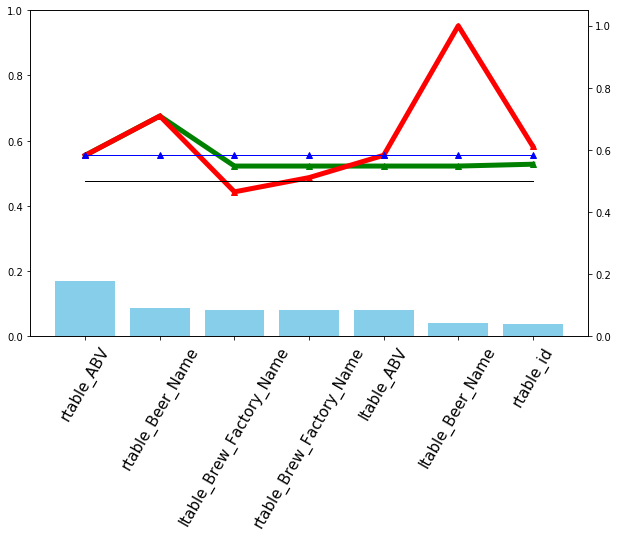 1.0
0.8
0.6
0.4
0.2
0.0
1.0
0.8
0.6
0.4
0.2
0.0
rtable_ABV
rtable_Beer_Name
ltable_Brew_Factory_Name
rtable_Brew_Factory_Name
ltable_ABV
ltable_Beer_Name
rtable_id